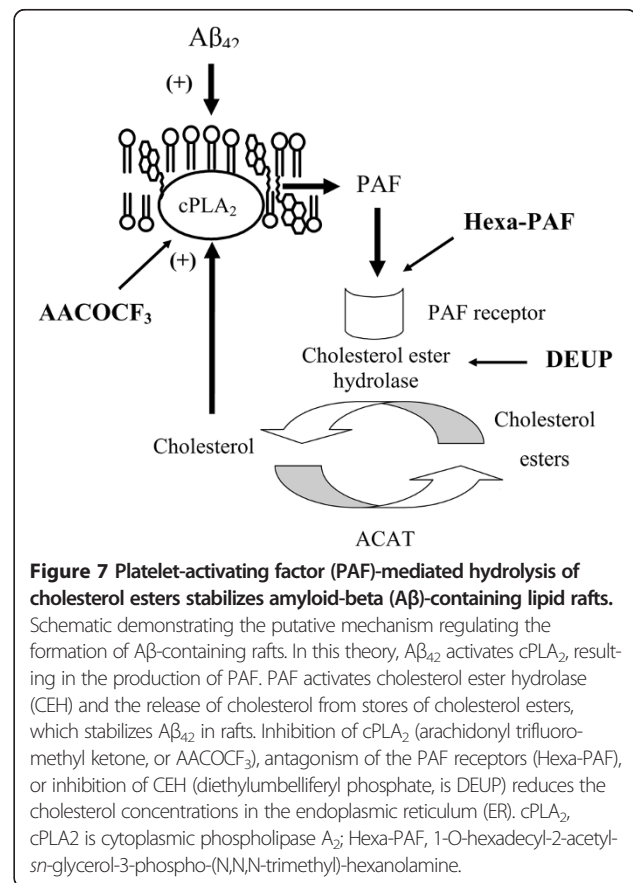 Aβ₄₂
(+)
cPLA₂
PAF
Hexa-PAF
(+)
AACOCF₃
PAF receptor
Cholesterol ester
hydrolase
DEUP
Cholesterol
Cholesterol
esters
ACAT
Figure 7 Platelet-activating factor (PAF)-mediated hydrolysis of
cholesterol esters stabilizes amyloid-beta (Aβ)-containing lipid rafts.
Schematic demonstrating the putative mechanism regulating the
formation of Aβ-containing rafts. In this theory, Aβ₄₂ activates cPLA₂, result-
ing in the production of PAF. PAF activates cholesterol ester hydrolase
(CEH) and the release of cholesterol from stores of cholesterol esters,
which stabilizes Aβ₄₂ in rafts. Inhibition of cPLA₂ (arachidonyl trifluoro-
methyl ketone, or AACOCF₃), antagonism of the PAF receptors (Hexa-PAF),
or inhibition of CEH (diethylumbelliferyl phosphate, is DEUP) reduces the
cholesterol concentrations in the endoplasmic reticulum (ER). cPLA₂,
cPLA2 is cytoplasmic phospholipase A₂; Hexa-PAF, 1-O-hexadecyl-2-acetyl-
sn-glycerol-3-phospho-(N,N,N-trimethyl)-hexanolamine.